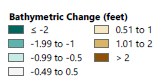 Bathymetric Change (feet)
≤ -2
-1.99 to -1
-0.99 to -0.5
-0.49 to 0.5
0.51 to 1
1.01 to 2
> 2